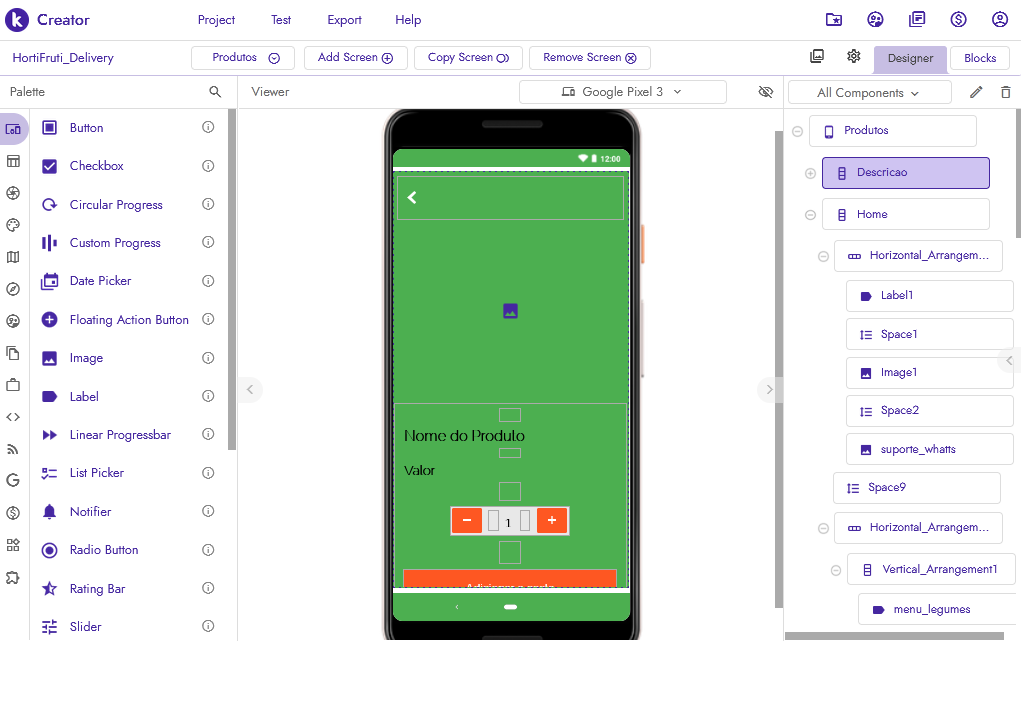 Creator
Project
Test
Export
Help
HortiFruti_Delivery
Produtos
Add Screen
Copy Screen
Remove Screen
Designer
Blocks
Palette
Viewer
Google Pixel 3
All Components
Button
Checkbox
Circular Progress
Custom Progress
Date Picker
Floating Action Button
Image
Label
Linear Progressbar
List Picker
Notifier
Radio Button
Rating Bar
Slider
12:00
Nome do Produto
Valor
− 1 +
Produtos
Descricao
Home
Horizontal_Arrangem...
Label1
Space1
Image1
Space2
suporte_whatts
Space9
Horizontal_Arrangem...
Vertical_Arrangement1
menu_legumes